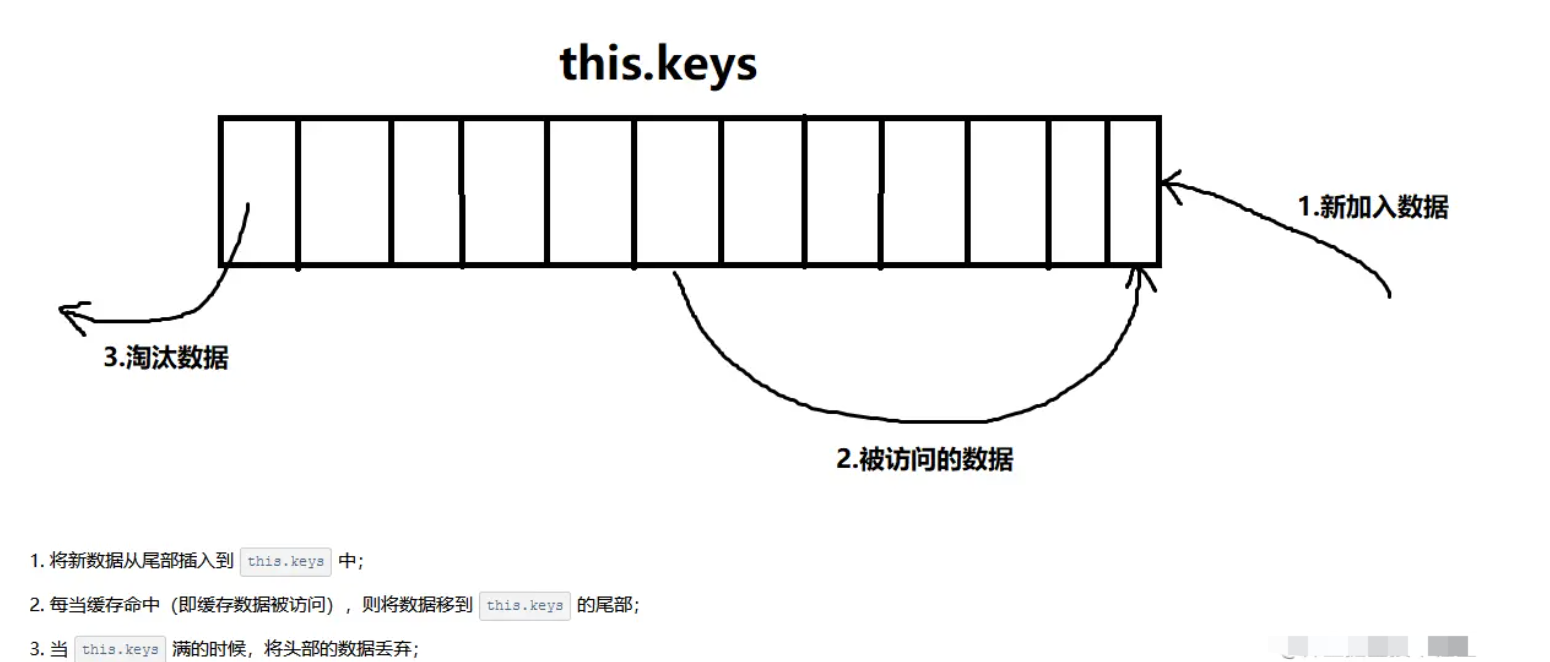 this.keys
1.新加入数据
3.淘汰数据
2.被访问的数据
1. 将新数据从尾部插入到 this.keys 中;
2. 每当缓存命中（即缓存数据被访问），则将数据移到 this.keys 的尾部;
3. 当 this.keys 满的时候，将头部的数据丢弃;